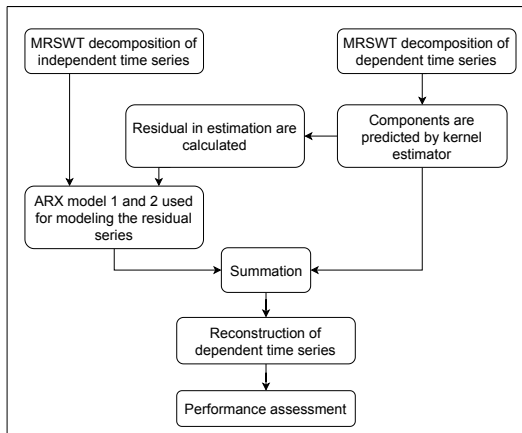 MRSWT decomposition of
independent time series
MRSWT decomposition of
dependent time series
Residual in estimation are
calculated
Components are
predicted by kernel
estimator
ARX model 1 and 2 used
for modeling the residual
series
Summation
Reconstruction of
dependent time series
Performance assessment